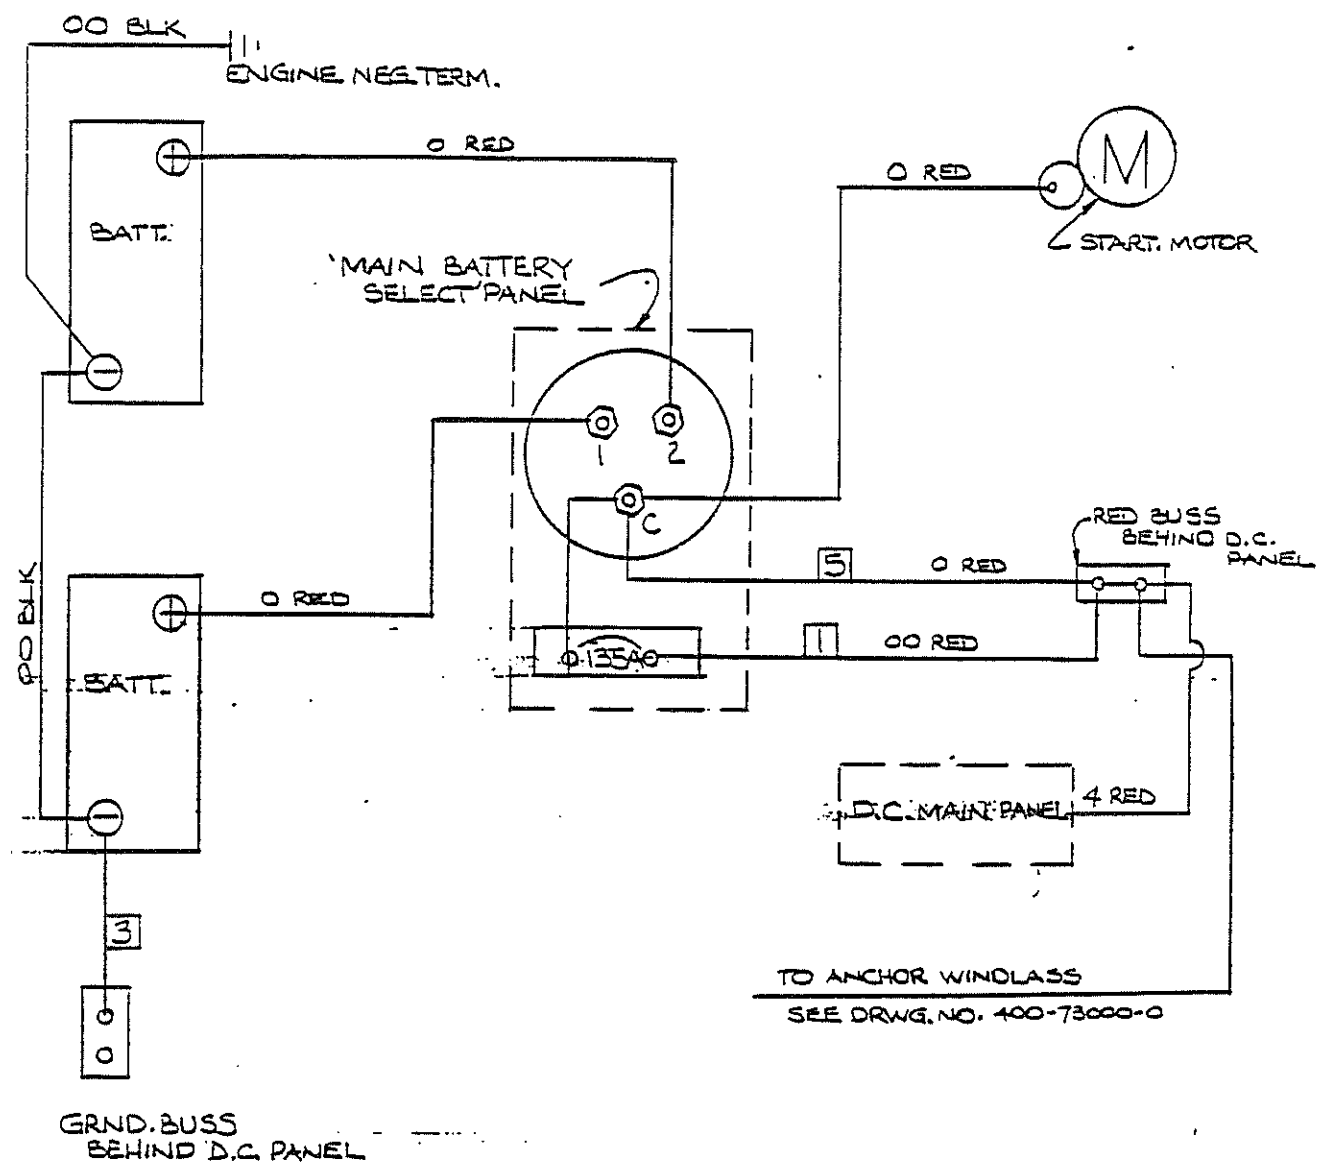 00 BLK
ENGINE NEG. TERM.
0 RED
0 RED
M
BATT.
START. MOTOR
MAIN BATTERY
SELECT PANEL
1
2
C
RED BUSS
BEHIND D.C.
PANEL
5
0 RED
00 BLK
0 RED
1
00 RED
135A
BATT.
D.C. MAIN PANEL
4 RED
3
TO ANCHOR WINDLASS
SEE DRWG. NO. 400-73000-0
GRND. BUSS
BEHIND D.C. PANEL